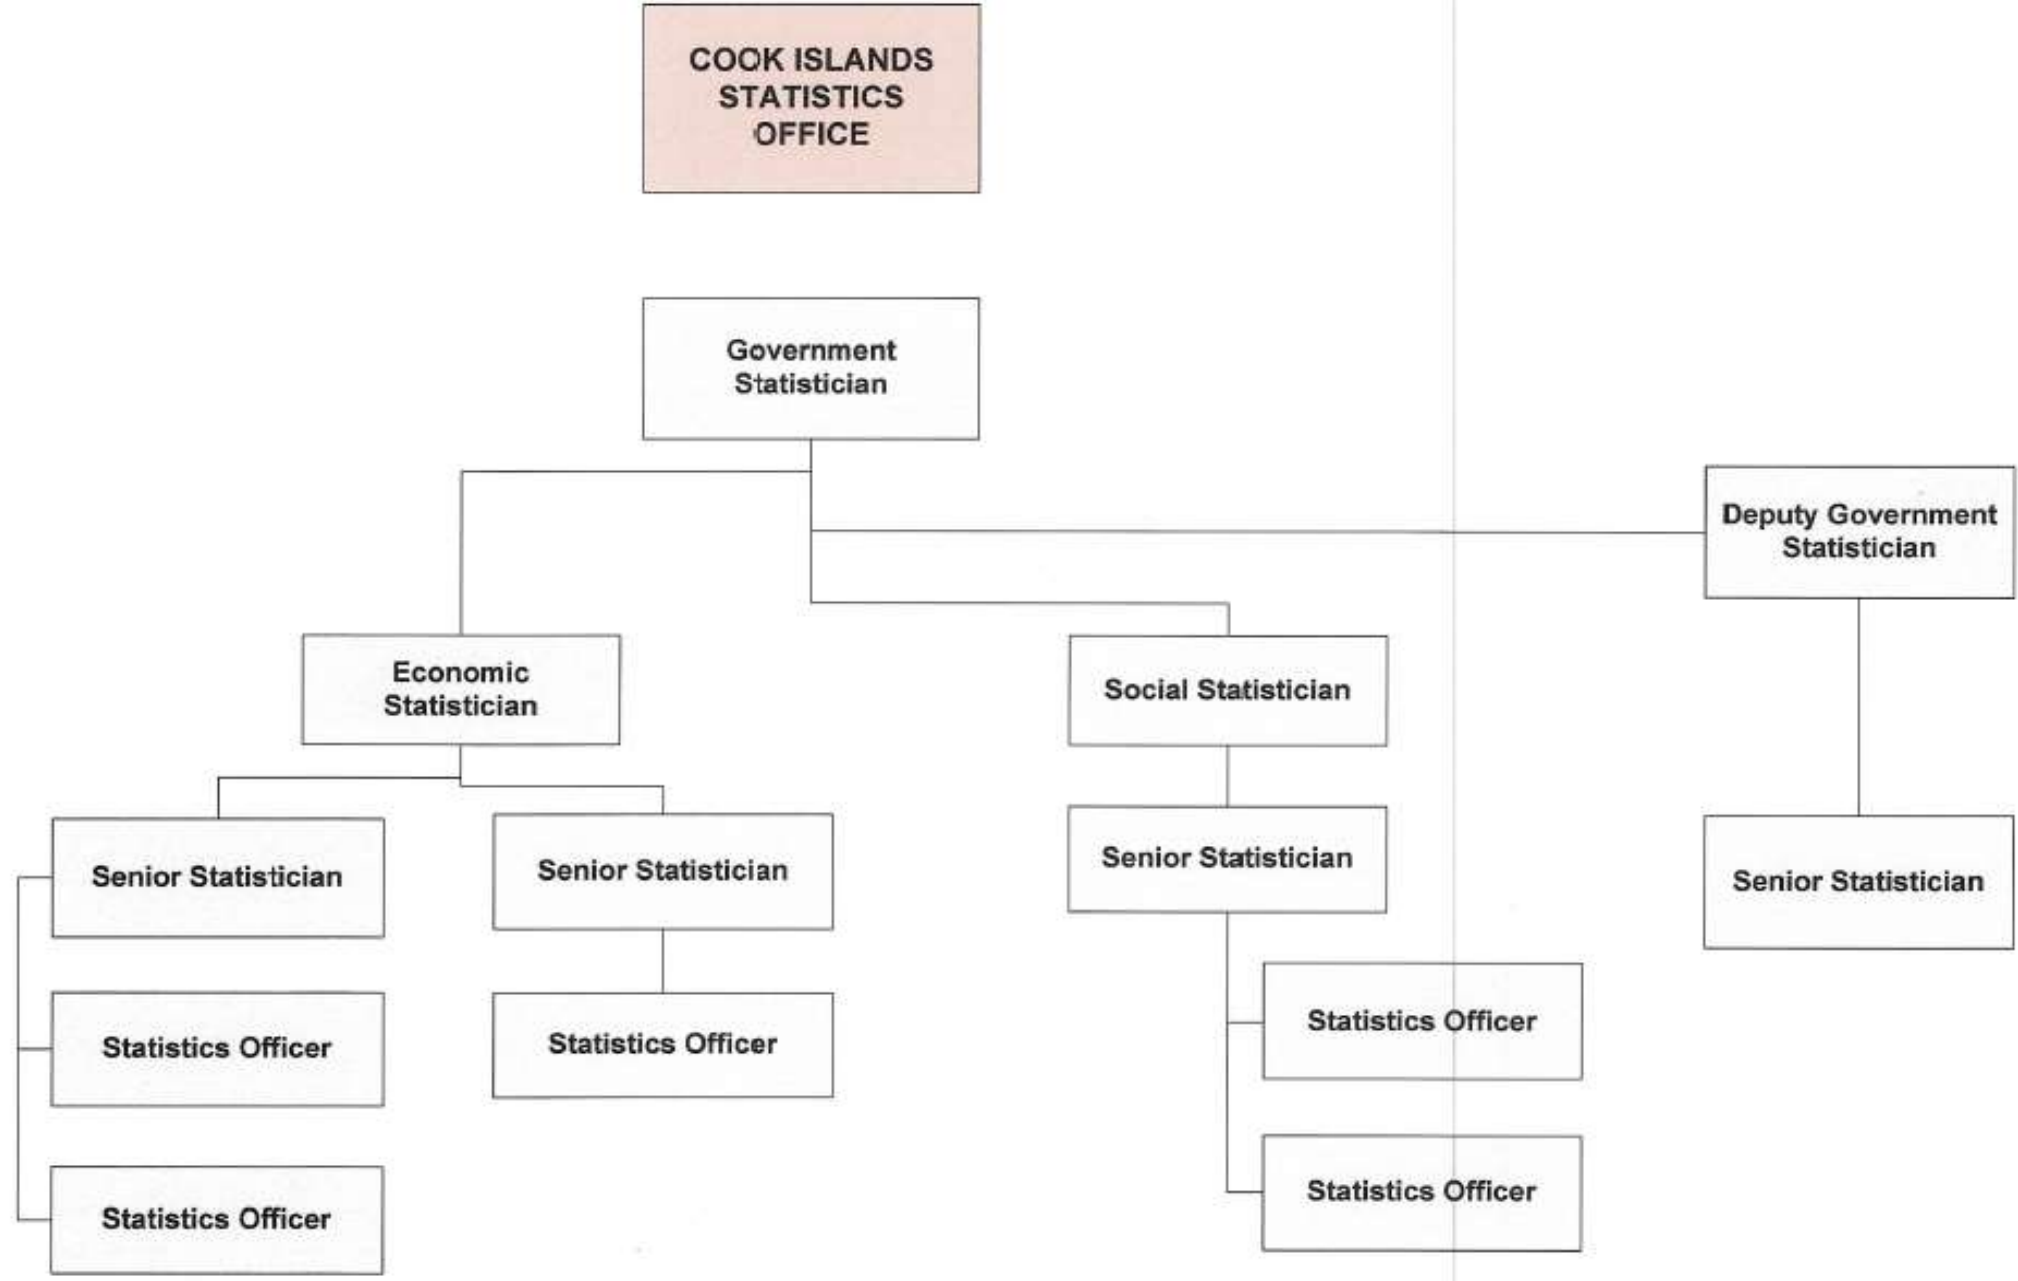 COOK ISLANDS
STATISTICS
OFFICE
Government
Statistician
Deputy Government
Statistician
Economic
Statistician
Social Statistician
Senior Statistician
Senior Statistician
Senior Statistician
Senior Statistician
Statistics Officer
Statistics Officer
Statistics Officer
Statistics Officer
Statistics Officer